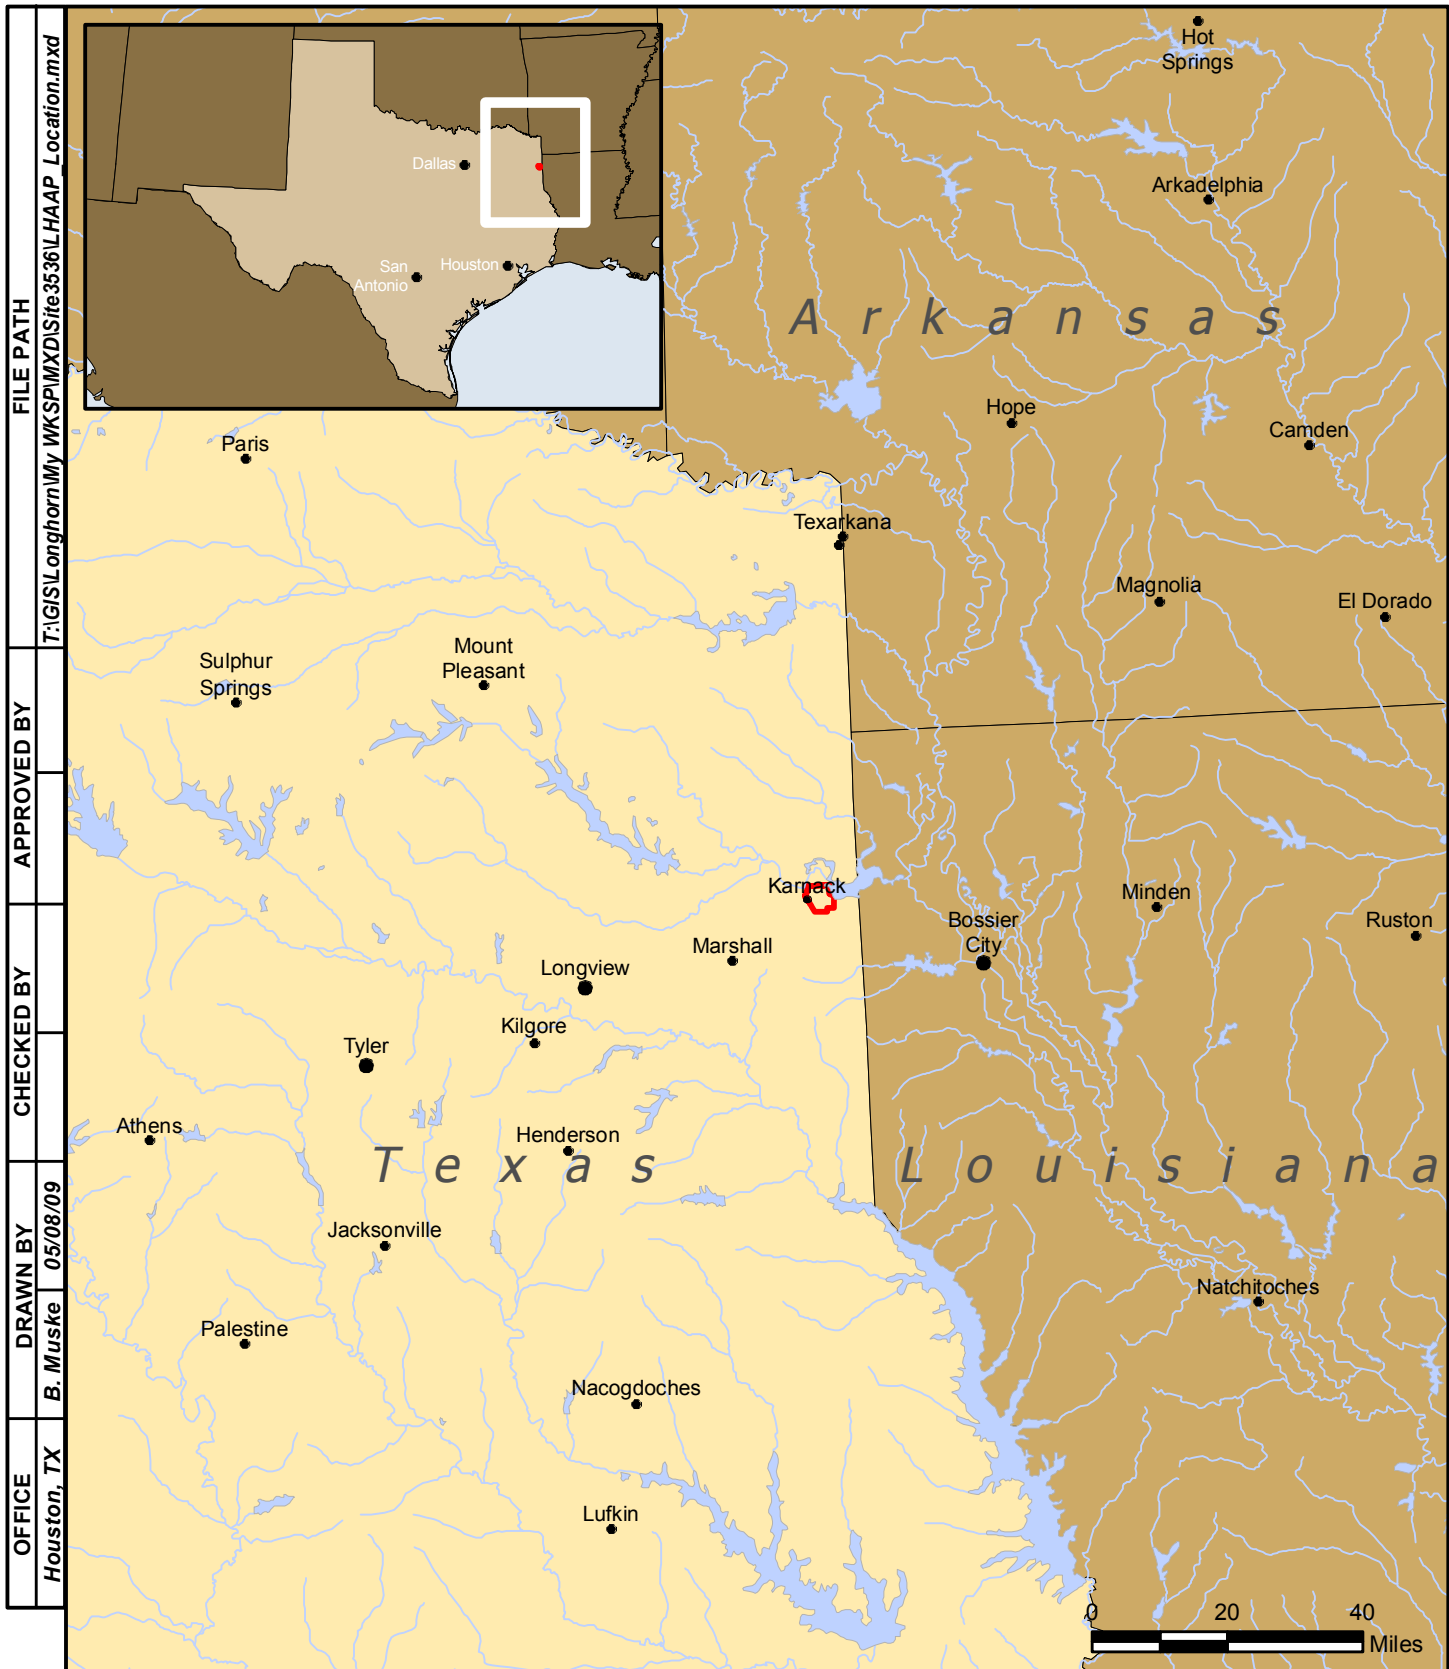 FILE PATH
T:\GIS\Longhorn\My WKSP\MXD\Site3536\LHAAP_Location.mxd
APPROVED BY
CHECKED BY
DRAWN BY
B. Muske
05/08/09
OFFICE
Houston, TX
Dallas
San
Antonio
Houston
Hot
Springs
Arkadelphia
Arkansas
Hope
Camden
Paris
Texarkana
Magnolia
El Dorado
Sulphur
Springs
Mount
Pleasant
Karnack
Minden
Bossier
City
Ruston
Marshall
Longview
Kilgore
Tyler
Athens
Henderson
Texas
Louisiana
Jacksonville
Natchitoches
Palestine
Nacogdoches
Lufkin
0 20 40
Miles